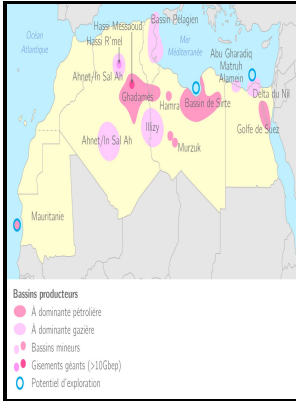 Hassi Messaoud
Bassin Pélagien
Océan
Atlantique
Hassi R'mel
Mer
Méditerranée
Abu Gharadiq
Matruh
Alamein
Ahnet/In Sal Ah
Ghadamès
Hamra
Bassin de Sirte
Delta du Nil
Ahnet/In Sal Ah
Illizy
Golfe de Suez
Murzuk
Mauritanie
Bassins producteurs
À dominante pétrolière
À dominante gazière
Bassins mineurs
Gisements géants (>10Gbep)
Potentiel d'exploration